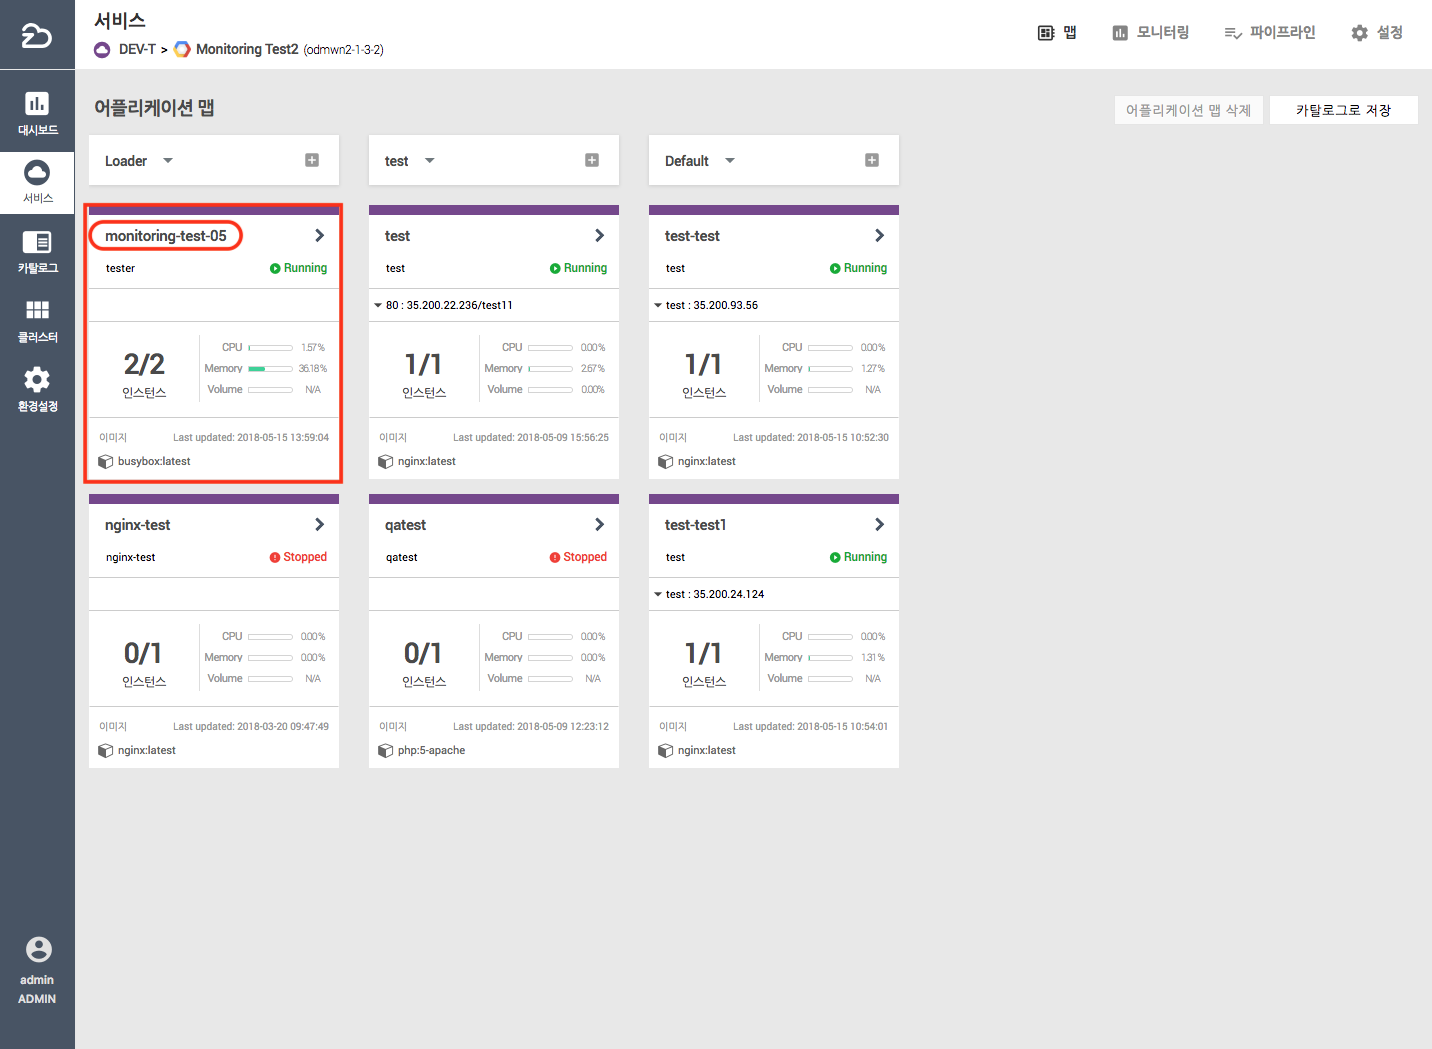 서비스
DEV-T > Monitoring Test2 (odmwn2-1-3-2)
맵
모니터링
파이프라인
설정
대시보드
서비스
카탈로그
클러스터
환경설정
admin
ADMIN
어플리케이션 맵
어플리케이션 맵 삭제
카탈로그로 저장
Loader
test
Default
monitoring-test-05
tester
Running
2/2
인스턴스
CPU 1.57%
Memory 36.18%
Volume N/A
이미지
Last updated: 2018-05-15 13:59:04
busybox:latest
test
test
Running
80 : 35.200.22.236/test11
1/1
인스턴스
CPU 0.00%
Memory 2.67%
Volume 0.00%
이미지
Last updated: 2018-05-09 15:56:25
nginx:latest
test-test
test
Running
test : 35.200.93.56
1/1
인스턴스
CPU 0.00%
Memory 1.27%
Volume N/A
이미지
Last updated: 2018-05-15 10:52:30
nginx:latest
nginx-test
nginx-test
Stopped
0/1
인스턴스
CPU 0.00%
Memory 0.00%
Volume N/A
이미지
Last updated: 2018-03-20 09:47:49
nginx:latest
qatest
qatest
Stopped
0/1
인스턴스
CPU 0.00%
Memory 0.00%
Volume N/A
이미지
Last updated: 2018-05-09 12:23:12
php:5-apache
test-test1
test
Running
test : 35.200.24.124
1/1
인스턴스
CPU 0.00%
Memory 1.31%
Volume N/A
이미지
Last updated: 2018-05-15 10:54:01
nginx:latest